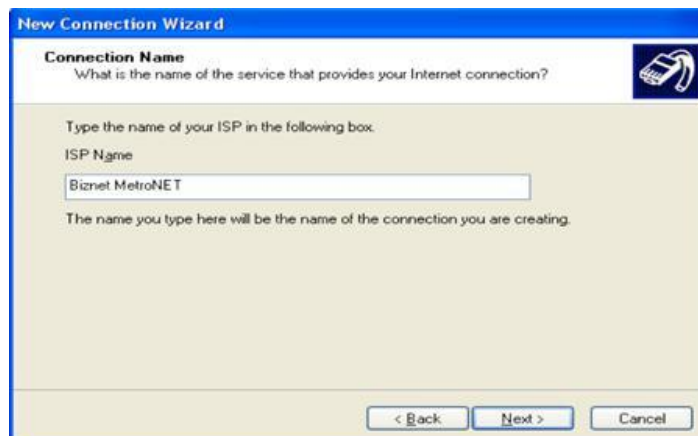 New Connection Wizard
Connection Name
What is the name of the service that provides your Internet connection?
Type the name of your ISP in the following box.
ISP Name
Biznet MetroNET
The name you type here will be the name of the connection you are creating.
< Back Next > Cancel